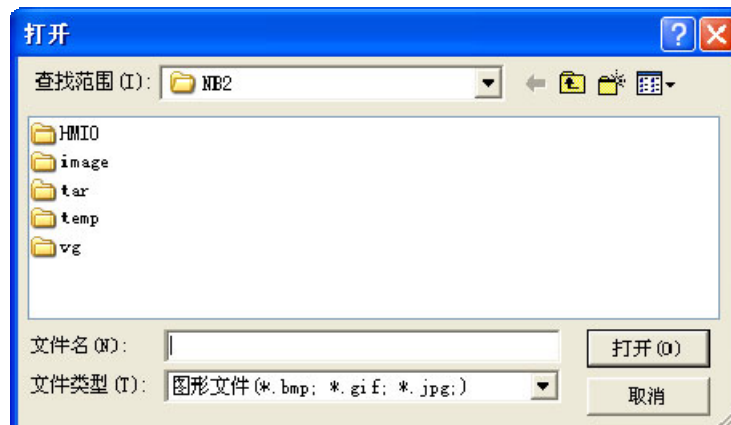 打开
查找范围(I): NB2
HMI0
image
tar
temp
vg
文件名(N): 打开(O)
文件类型(T): 图形文件(*.bmp; *.gif; *.jpg;) 取消